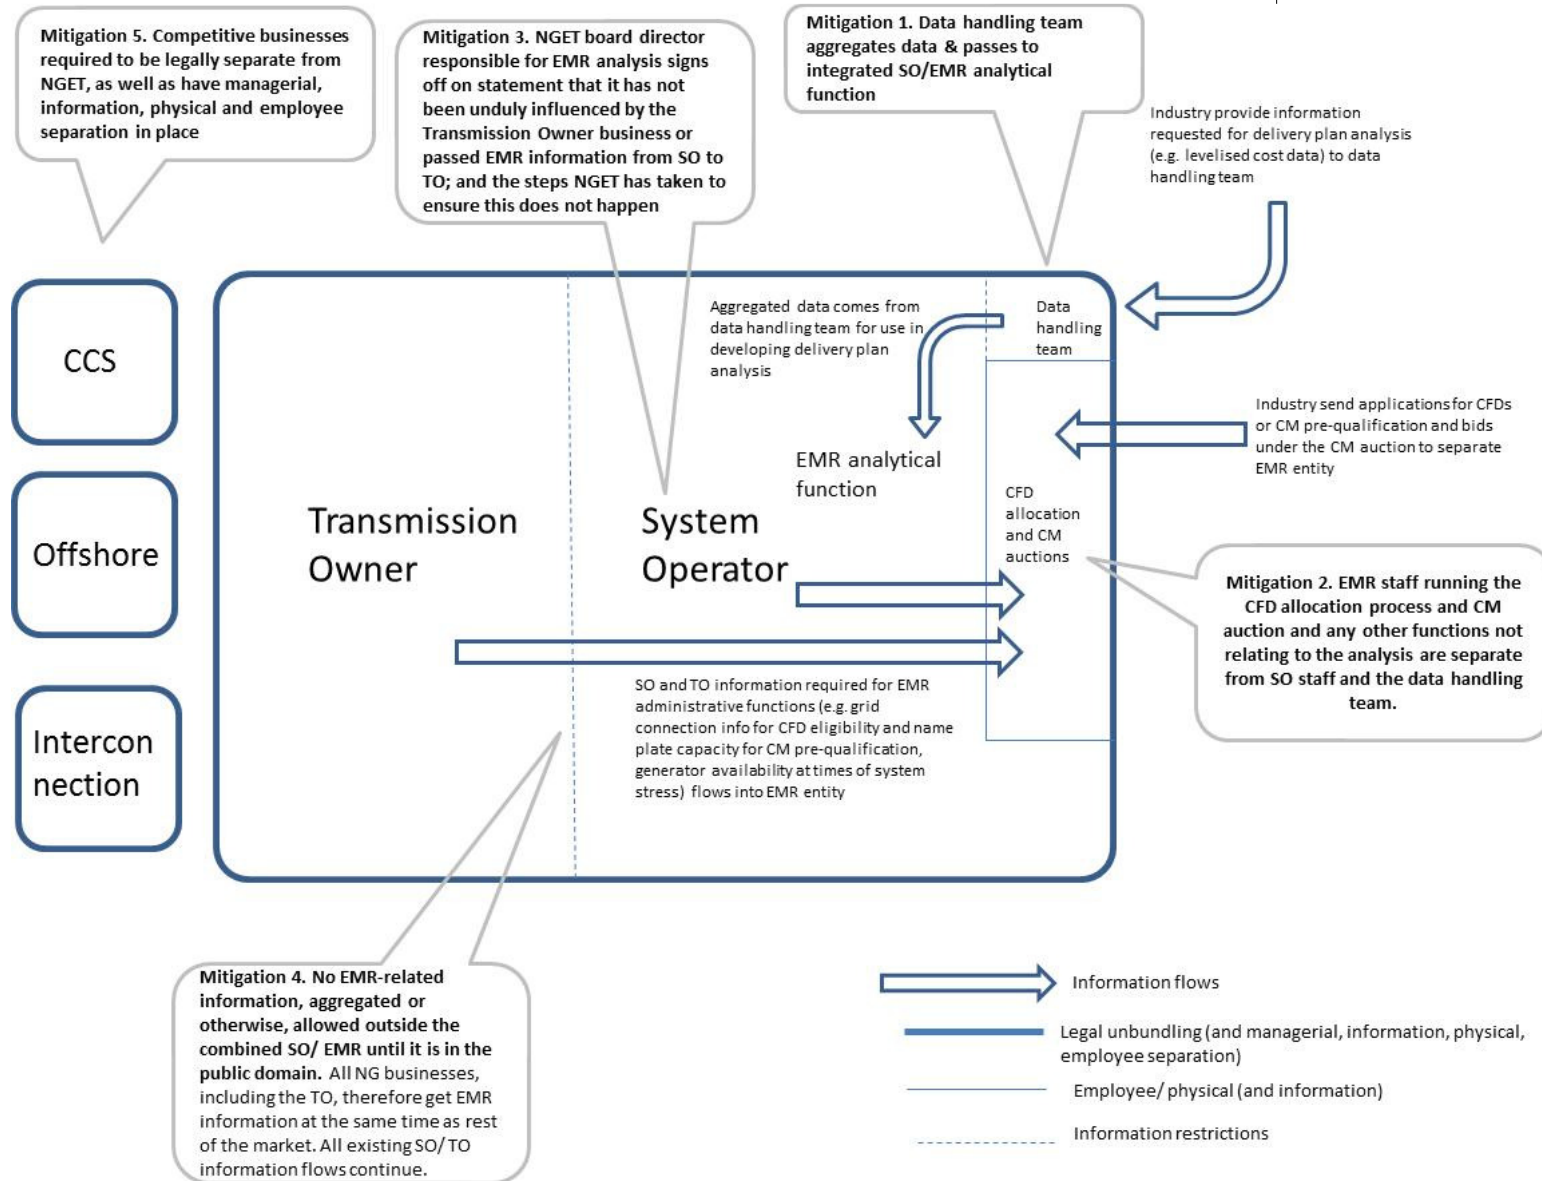 Mitigation 5. Competitive businesses
required to be legally separate from
NGET, as well as have managerial,
information, physical and employee
separation in place
Mitigation 3. NGET board director
responsible for EMR analysis signs
off on statement that it has not
been unduly influenced by the
Transmission Owner business or
passed EMR information from SO to
TO; and the steps NGET has taken to
ensure this does not happen
Mitigation 1. Data handling team
aggregates data & passes to
integrated SO/EMR analytical
function
Industry provide information
requested for delivery plan analysis
(e.g. levelised cost data) to data
handling team
CCS
Offshore
Intercon
nection
Transmission
Owner
System
Operator
Aggregated data comes from
data handling team for use in
developing delivery plan
analysis
Data
handling
team
EMR analytical
function
CFD
allocation
and CM
auctions
Industry send applications for CFDs
or CM pre-qualification and bids
under the CM auction to separate
EMR entity
Mitigation 2. EMR staff running the
CFD allocation process and CM
auction and any other functions not
relating to the analysis are separate
from SO staff and the data handling
team.
SO and TO information required for EMR
administrative functions (e.g. grid
connection info for CFD eligibility and name
plate capacity for CM pre-qualification,
generator availability at times of system
stress) flows into EMR entity
Mitigation 4. No EMR-related
information, aggregated or
otherwise, allowed outside the
combined SO/ EMR until it is in the
public domain. All NG businesses,
including the TO, therefore get EMR
information at the same time as rest
of the market. All existing SO/ TO
information flows continue.
Information flows
Legal unbundling (and managerial, information, physical,
employee separation)
Employee/ physical (and information)
Information restrictions